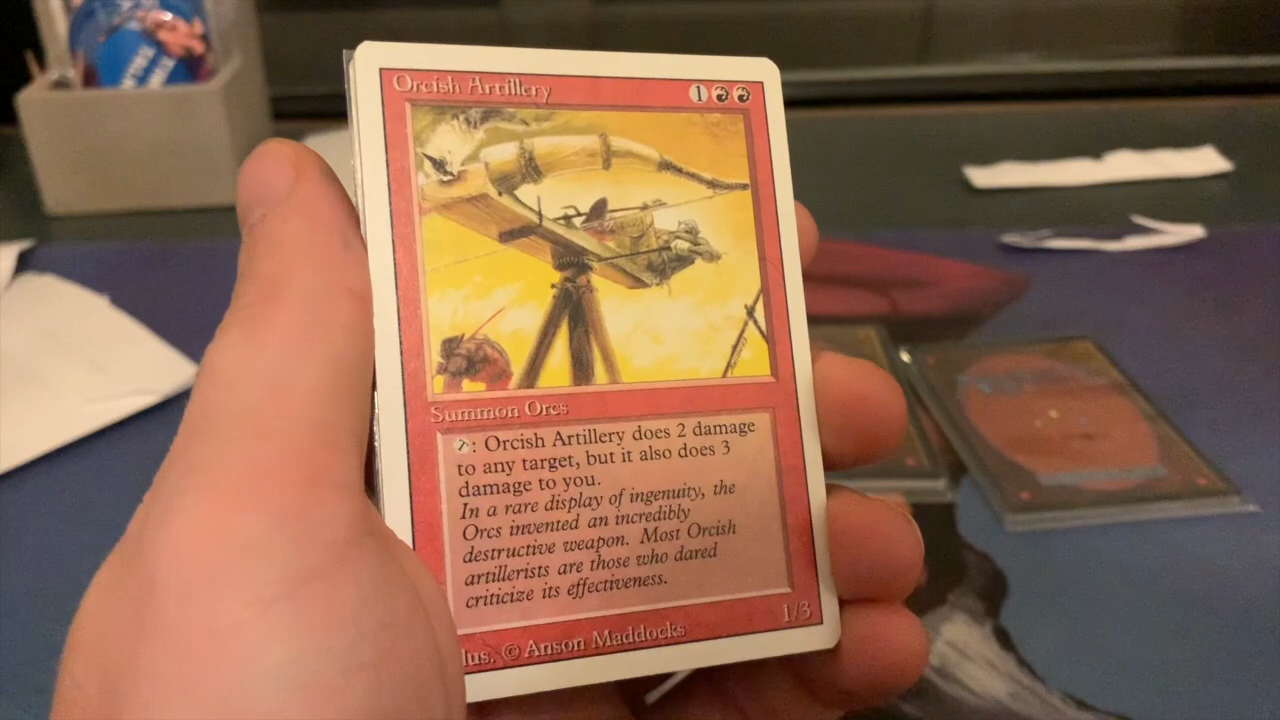 Orcish Artillery 1
Summon Orcs
: Orcish Artillery does 2 damage
to any target, but it also does 3
damage to you.
In a rare display of ingenuity, the
Orcs invented an incredibly
destructive weapon. Most Orcish
artillerists are those who dared
criticize its effectiveness.
1/3
lus. © Anson Maddocks